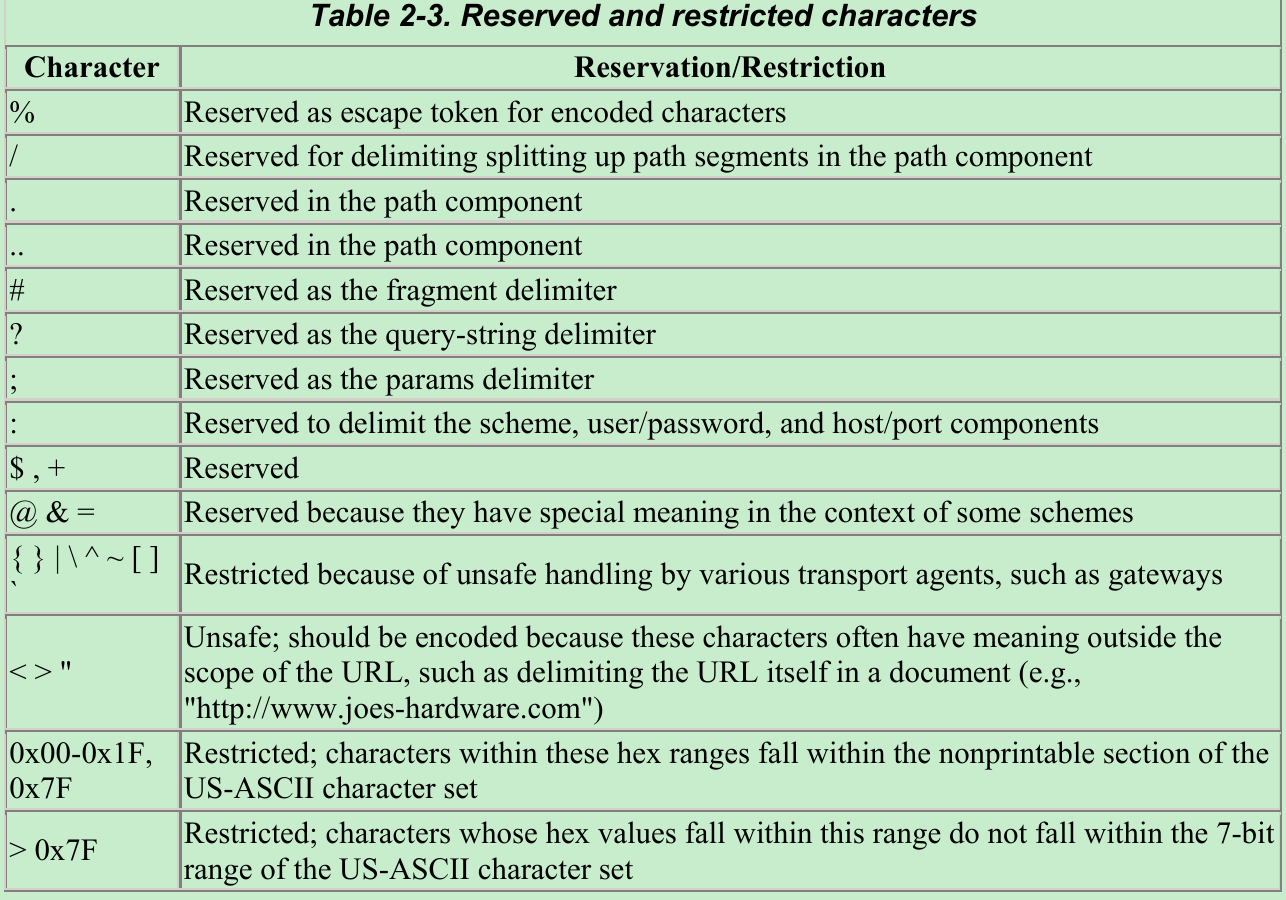 Table 2-3. Reserved and restricted characters
Character Reservation/Restriction
% Reserved as escape token for encoded characters
/ Reserved for delimiting splitting up path segments in the path component
. Reserved in the path component
.. Reserved in the path component
# Reserved as the fragment delimiter
? Reserved as the query-string delimiter
; Reserved as the params delimiter
: Reserved to delimit the scheme, user/password, and host/port components
$ , + Reserved
@ & = Reserved because they have special meaning in the context of some schemes
{ } | \ ^ ~ [ ]
` 
Restricted because of unsafe handling by various transport agents, such as gateways
< > "
Unsafe; should be encoded because these characters often have meaning outside the
scope of the URL, such as delimiting the URL itself in a document (e.g.,
"http://www.joes-hardware.com")
0x00-0x1F,
0x7F
Restricted; characters within these hex ranges fall within the nonprintable section of the
US-ASCII character set
> 0x7F
Restricted; characters whose hex values fall within this range do not fall within the 7-bit
range of the US-ASCII character set